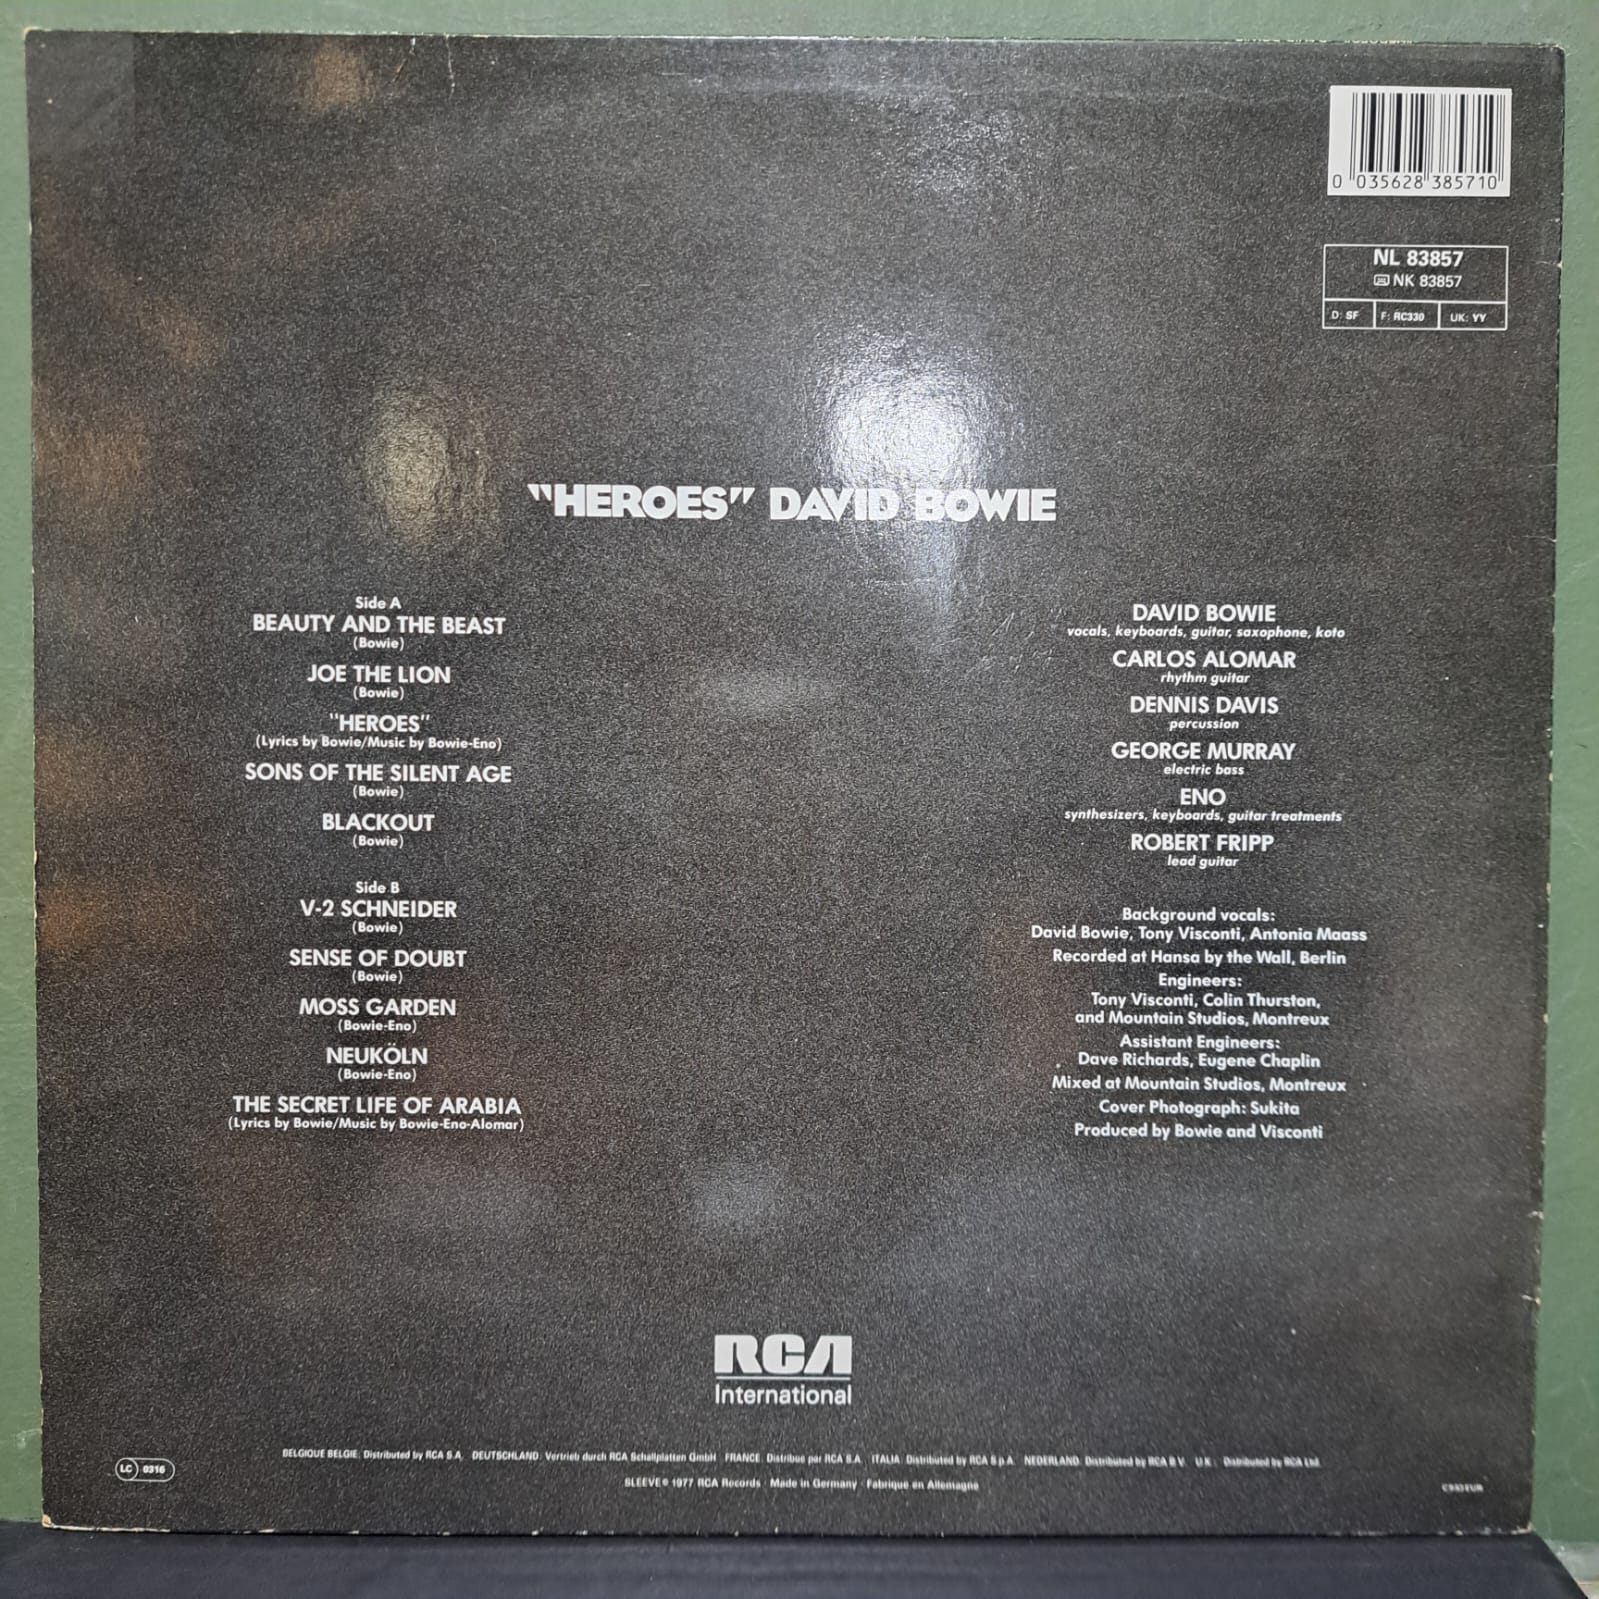 0 035628 385710
NL 83857
NK 83857
D: SF F: RC330 UK: YY
"HEROES" DAVID BOWIE
Side A
BEAUTY AND THE BEAST
(Bowie)
JOE THE LION
(Bowie)
"HEROES"
(Lyrics by Bowie/Music by Bowie-Eno)
SONS OF THE SILENT AGE
(Bowie)
BLACKOUT
(Bowie)
Side B
V-2 SCHNEIDER
(Bowie)
SENSE OF DOUBT
(Bowie)
MOSS GARDEN
(Bowie-Eno)
NEUKÖLN
(Bowie-Eno)
THE SECRET LIFE OF ARABIA
(Lyrics by Bowie/Music by Bowie-Eno-Alomar)
DAVID BOWIE
vocals, keyboards, guitar, saxophone, koto
CARLOS ALOMAR
rhythm guitar
DENNIS DAVIS
percussion
GEORGE MURRAY
electric bass
ENO
synthesizers, keyboards, guitar treatments
ROBERT FRIPP
lead guitar
Background vocals:
David Bowie, Tony Visconti, Antonia Maass
Recorded at Hansa by the Wall, Berlin
Engineers:
Tony Visconti, Colin Thurston,
and Mountain Studios, Montreux
Assistant Engineers:
Dave Richards, Eugene Chaplin
Mixed at Mountain Studios, Montreux
Cover Photograph: Sukita
Produced by Bowie and Visconti
RCA
International
BELGIQUE BELGIE: Distributed by RCA S.A. DEUTSCHLAND: Vertrieb durch RCA Schallplatten GmbH FRANCE: Distribue par RCA S.A. ITALIA: Distributed by RCA S.p.A. NEDERLAND: Distributed by RCA B.V. U.K.: Distributed by RCA Ltd.
LC 0316
SLEEVE © 1977 RCA Records · Made in Germany · Fabrique en Allemagne